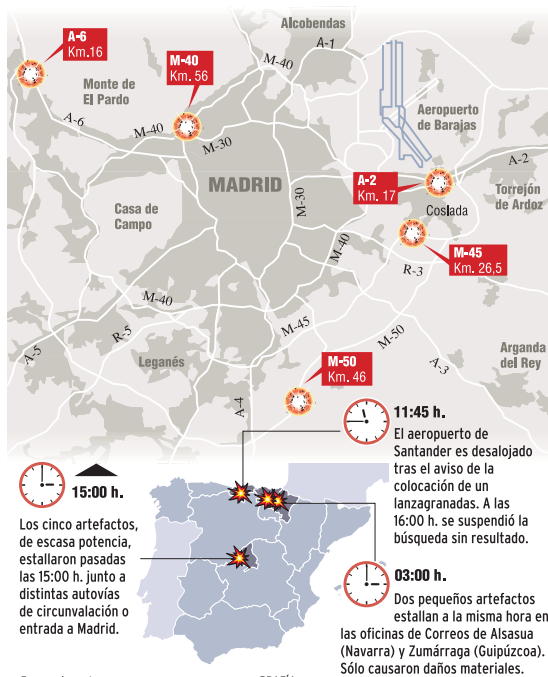 Alcobendas
A-6
Km.16
M-40
Km. 56
A-1
M-40
Monte de
El Pardo
Aeropuerto
de Barajas
A-6
M-40
M-30
A-2
MADRID
A-2
Km. 17
Torrejón
de Ardoz
M-30
Casa de
Campo
Coslada
M-40
M-45
Km. 26,5
R-3
M-40
R-5
M-45
M-50
A-5
Leganés
A-3
Arganda
del Rey
M-50
Km. 46
A-4
11:45 h.
El aeropuerto de
Santander es desalojado
tras el aviso de la
colocación de un
lanzagranadas. A las
16:00 h. se suspendió la
búsqueda sin resultado.
15:00 h.
Los cinco artefactos,
de escasa potencia,
estallaron pasadas
las 15:00 h. junto a
distintas autovías
de circunvalación o
entrada a Madrid.
03:00 h.
Dos pequeños artefactos
estallan a la misma hora en
las oficinas de Correos de Alsasua
(Navarra) y Zumárraga (Guipúzcoa).
Sólo causaron daños materiales.